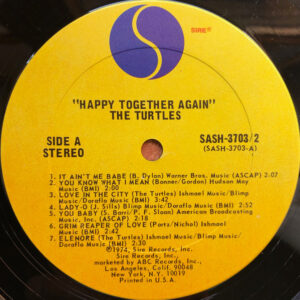 SIRE®
"HAPPY TOGETHER AGAIN"
THE TURTLES
SIDE A
STEREO
SASH-3703/2
(SASH-3703-A)
1. IT AIN'T ME BABE (B. Dylan) Warner Bros. Music (ASCAP) 2:07
2. YOU KNOW WHAT I MEAN (Bonner/Gordon) Hudson Bay
Music (BMI) 2:00
3. LOVE IN THE CITY (The Turtles) Ishmael Music/Blimp
Music/Doraflo Music (BMI) 3:42
4. LADY-O (J. Sills) Blimp Music/Doraflo Music (BMI) 2:52
5. YOU BABY (S. Barri/P. F. Sloan) American Broadcasting
Music, Inc. (ASCAP) 2:18
6. GRIM REAPER OF LOVE (Ports/Nichol) Ishmael
Music (BMI) 2:40
7. ELENORE (The Turtles) Ishmael Music/Blimp Music/
Doraflo Music (BMI) 2:30
℗1974, Sire Records, Inc.,
Sire Records, Inc.,
marketed by ABC Records, Inc.,
Los Angeles, Calif. 90048
New York, N.Y. 10019
Printed in U.S.A.